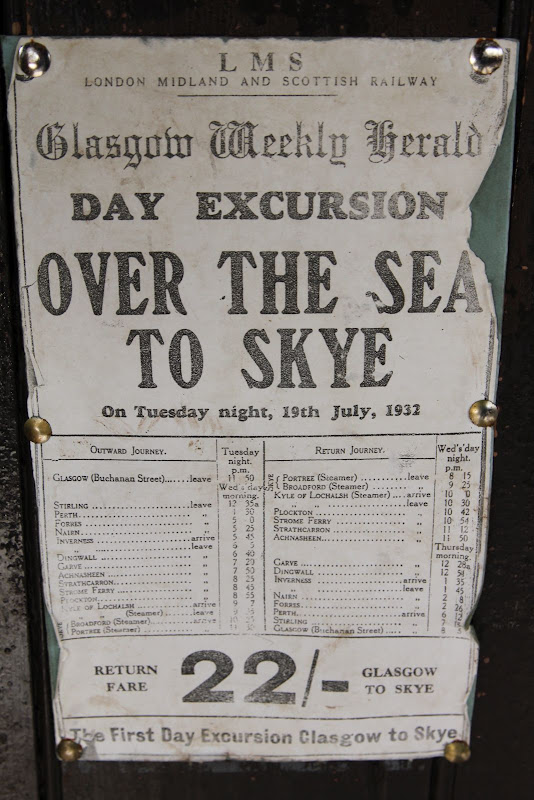 L M S
LONDON MIDLAND AND SCOTTISH RAILWAY
Glasgow Weekly Herald
DAY EXCURSION
OVER THE SEA
TO SKYE
On Tuesday night, 19th July, 1932
OUTWARD JOURNEY.
Tuesday night. p.m.
GLASGOW (Buchanan Street).....leave 11 50
Wed's'day morning.
STIRLING leave 12 35a
PERTH „ 1 50
FORRES „ 5 0
NAIRN „ 5 25
INVERNESS arrive 5 45
„ leave 6 5
DINGWALL „ 6 40
GARVE „ 7 20
ACHNASHEEN „ 7 50
STRATHCARRON „ 8 25
STROME FERRY „ 8 45
PLOCKTON „ 8 55
KYLE OF LOCHALSH arrive 9 7
„ „ (Steamer) leave 9
BROADFORD (Steamer) „ 10
PORTREE (Steamer) „ 11
RETURN JOURNEY.
Wed's'day night. p.m.
SKYE
PORTREE (Steamer) leave 8 15
BROADFORD (Steamer) „ 9 25
KYLE OF LOCHALSH (Steamer) arrive 10 0
„ leave 10 30
PLOCKTON „ 10 42
STROME FERRY „ 10 54
STRATHCARRON „ 11 12
ACHNASHEEN „ 11 50
Thursday morning.
GARVE „ 12 28a
DINGWALL „ 12 58
INVERNESS arrive 1 35
„ leave 1 45
NAIRN „ 2 8
FORRES „ 2 26
PERTH arrive 6
STIRLING „ 7
GLASGOW (Buchanan Street) „ 8
RETURN FARE
22/-
GLASGOW TO SKYE
The First Day Excursion Glasgow to Skye